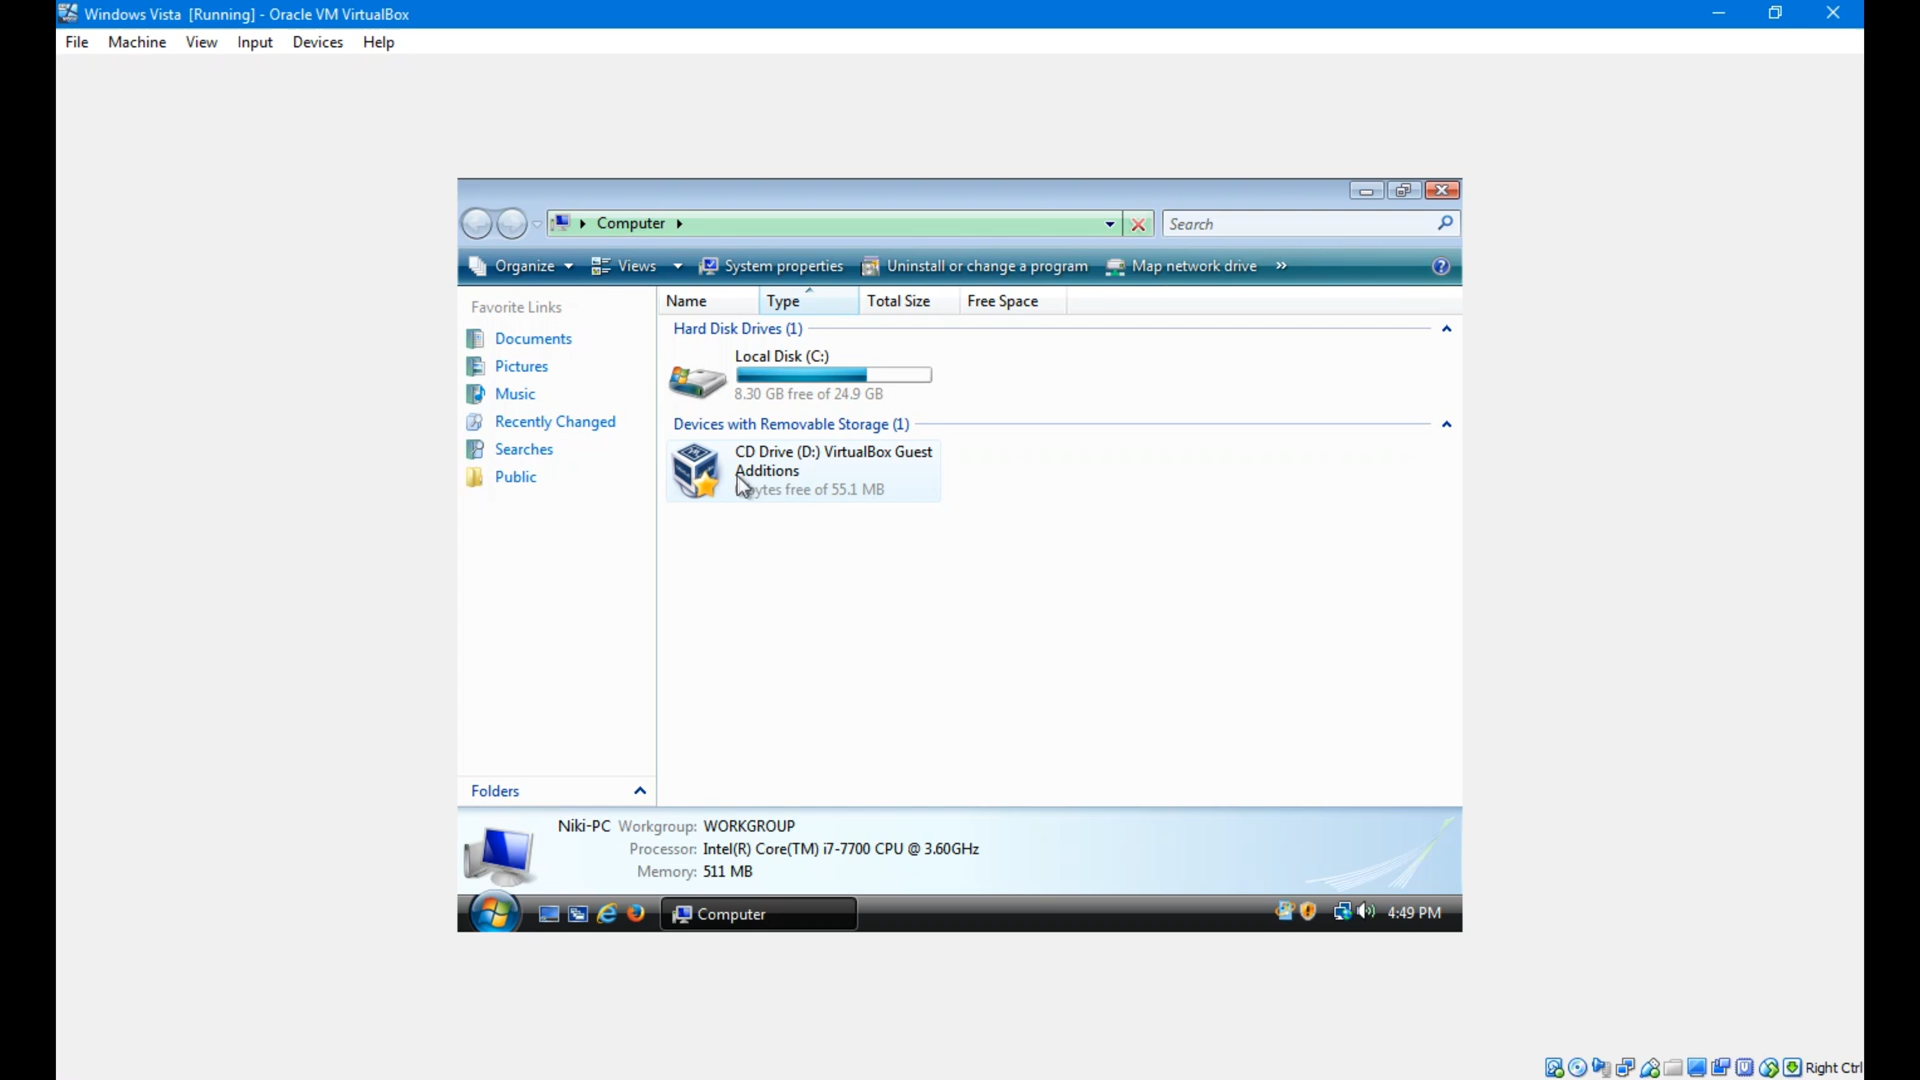 Windows Vista [Running] - Oracle VM VirtualBox
File Machine View Input Devices Help
Computer
Search
Organize Views System properties Uninstall or change a program Map network drive »
Favorite Links
Documents
Pictures
Music
Recently Changed
Searches
Public
Folders
Name Type Total Size Free Space
Hard Disk Drives (1)
Local Disk (C:)
8.30 GB free of 24.9 GB
Devices with Removable Storage (1)
CD Drive (D:) VirtualBox Guest
Additions
bytes free of 55.1 MB
Niki-PC Workgroup: WORKGROUP
Processor: Intel(R) Core(TM) i7-7700 CPU @ 3.60GHz
Memory: 511 MB
Computer
4:49 PM
Right Ctrl